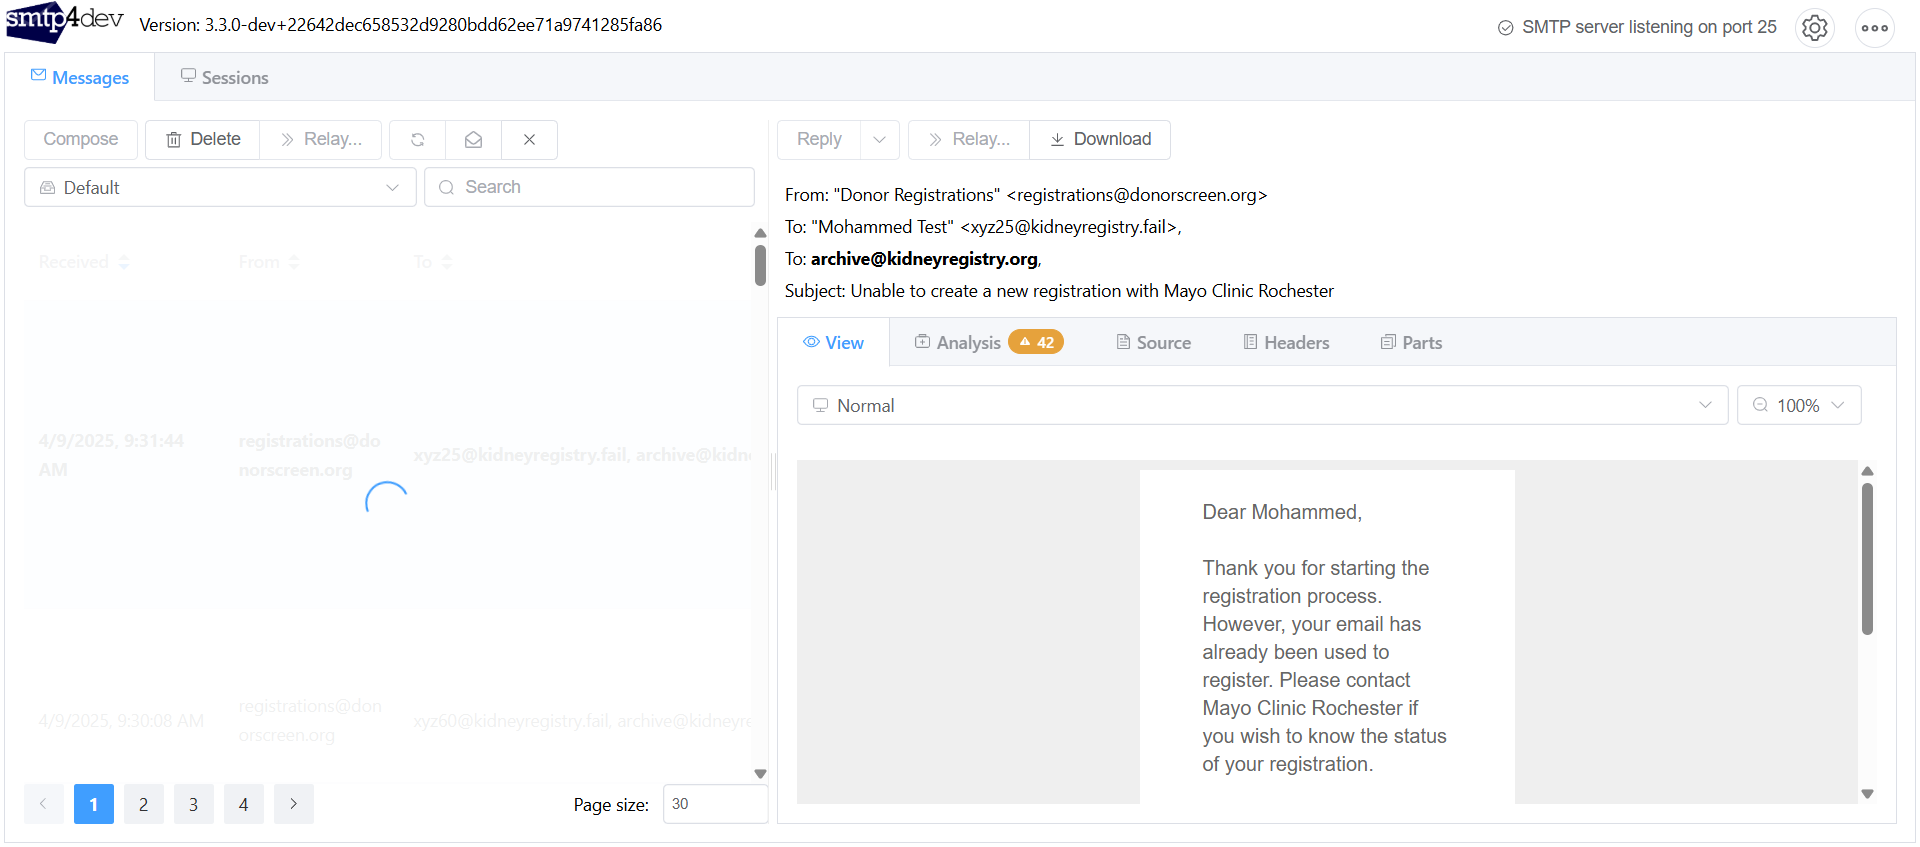 smtp4dev
Version: 3.3.0-dev+22642dec658532d9280bdd62ee71a9741285fa86
SMTP server listening on port 25
Messages
Sessions
Compose
Delete
Relay...
Default
Search
Received
From
To
4/9/2025, 9:31:44
AM
registrations@do
norscreen.org
xyz25@kidneyregistry.fail, archive@kidne
4/9/2025, 9:30:08 AM
registrations@don
orscreen.org
xyz60@kidneyregistry.fail, archive@kidneyre
1
2
3
4
Page size:
30
Reply
Relay...
Download
From: "Donor Registrations" <registrations@donorscreen.org>
To: "Mohammed Test" <xyz25@kidneyregistry.fail>,
To: archive@kidneyregistry.org,
Subject: Unable to create a new registration with Mayo Clinic Rochester
View
Analysis
42
Source
Headers
Parts
Normal
100%
Dear Mohammed,
Thank you for starting the
registration process.
However, your email has
already been used to
register. Please contact
Mayo Clinic Rochester if
you wish to know the status
of your registration.